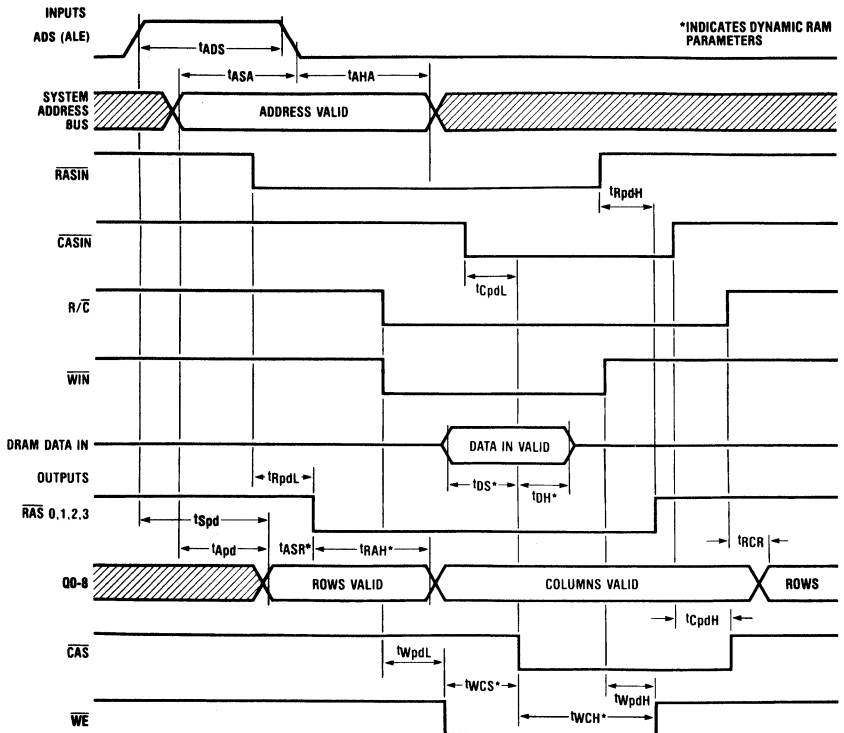 INPUTS
ADS (ALE)
*INDICATES DYNAMIC RAM
PARAMETERS
tADS
tASA
tAHA
SYSTEM
ADDRESS
BUS
ADDRESS VALID
RASIN
tRpdH
CASIN
tCpdL
R/C
WIN
DRAM DATA IN
DATA IN VALID
OUTPUTS
tRpdL
tDS*
tDH*
RAS 0,1,2,3
tSpd
tApd
tASR*
tRAH*
tRCR
Q0-8
ROWS VALID
COLUMNS VALID
ROWS
tCpdH
CAS
tWpdL
tWCS*
tWpdH
tWCH*
WE